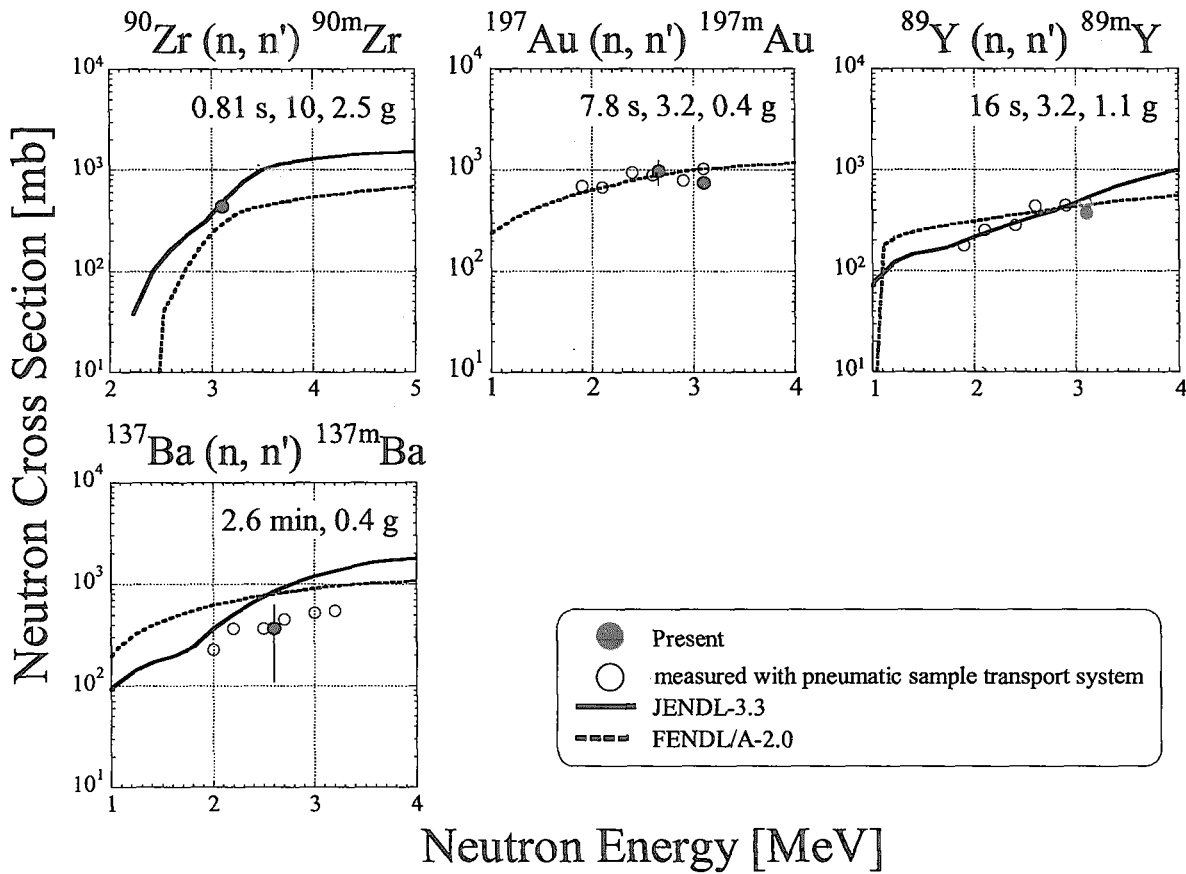 ⁹⁰Zr (n, n') ⁹⁰ᵐZr
¹⁹⁷Au (n, n') ¹⁹⁷ᵐAu
⁸⁹Y (n, n') ⁸⁹ᵐY
10⁴
10³
10²
10¹
0.81 s, 10, 2.5 g
2 3 4 5
10⁴
10³
10²
10¹
7.8 s, 3.2, 0.4 g
1 2 3 4
10⁴
10³
10²
10¹
16 s, 3.2, 1.1 g
1 2 3 4
Neutron Cross Section [mb]
¹³⁷Ba (n, n') ¹³⁷ᵐBa
10⁴
10³
10²
10¹
2.6 min, 0.4 g
1 2 3 4
Present
measured with pneumatic sample transport system
JENDL-3.3
FENDL/A-2.0
Neutron Energy [MeV]